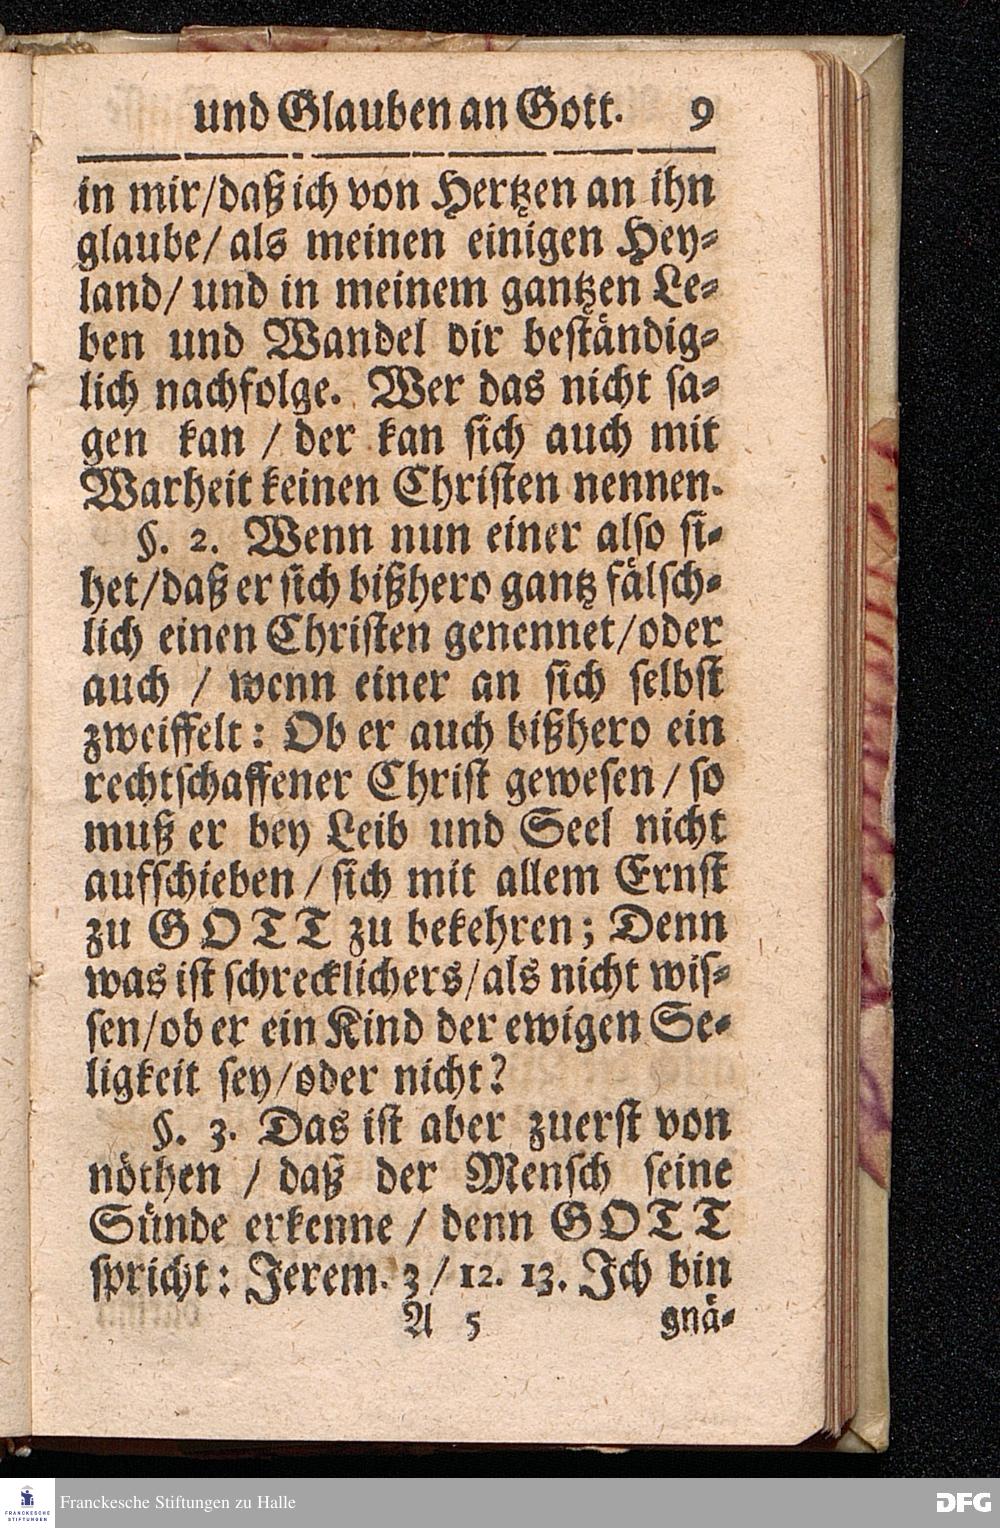 und Glauben an Gott. 9
in mir/daß ich von Hertzen an ihn
glaube/ als meinen einigen Hey-
land/ und in meinem gantzen Le-
ben und Wandel dir beständig-
lich nachfolge. Wer das nicht sa-
gen kan / der kan sich auch mit
Warheit keinen Christen nennen.
§. 2. Wenn nun einer also si-
het/daß er sich bißhero gantz fälsch-
lich einen Christen genennet/oder
auch / wenn einer an sich selbst
zweiffelt: Ob er auch bißhero ein
rechtschaffener Christ gewesen/ so
muß er bey Leib und Seel nicht
aufschieben/ sich mit allem Ernst
zu GOTT zu bekehren; Denn
was ist schrecklichers/als nicht wis-
sen/ob er ein Kind der ewigen Se-
ligkeit sey/oder nicht?
§. 3. Das ist aber zuerst von
nöthen / daß der Mensch seine
Sünde erkenne / denn GOTT
spricht: Jerem. 3/12. 13. Ich bin
A 5 gnä-
FRANCKESCHE STIFTUNGEN
Franckesche Stiftungen zu Halle
DFG